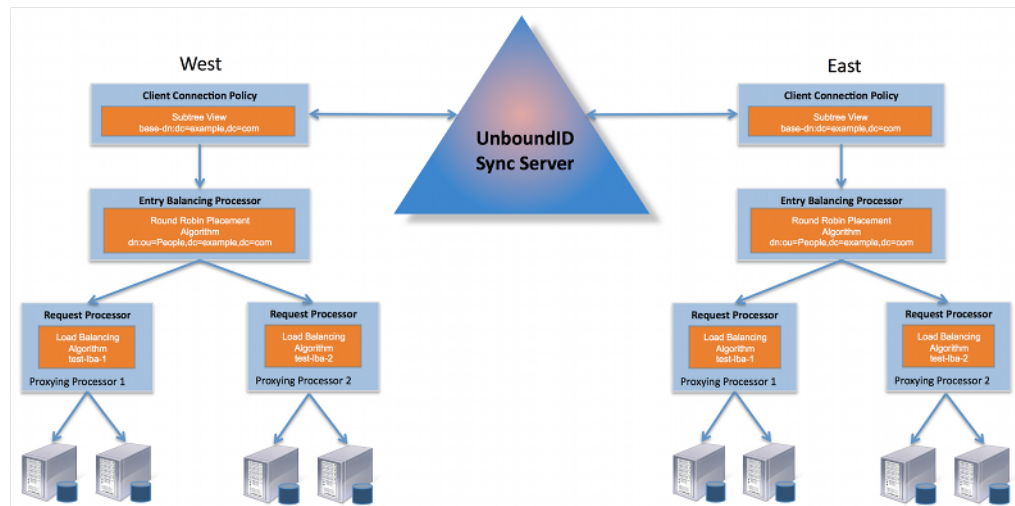 West
Client Connection Policy
Subtree View
base-dn:dc=example,dc=com
Entry Balancing Processor
Round Robin Placement
Algorithm
dn:ou=People,dc=example,dc=com
Request Processor
Load Balancing
Algorithm
test-lba-1
Proxying Processor 1
Request Processor
Load Balancing
Algorithm
test-lba-2
Proxying Processor 2
UnboundID
Sync Server
East
Client Connection Policy
Subtree View
base-dn:dc=example,dc=com
Entry Balancing Processor
Round Robin Placement
Algorithm
dn:ou=People,dc=example,dc=com
Request Processor
Load Balancing
Algorithm
test-lba-1
Proxying Processor 1
Request Processor
Load Balancing
Algorithm
test-lba-2
Proxying Processor 2